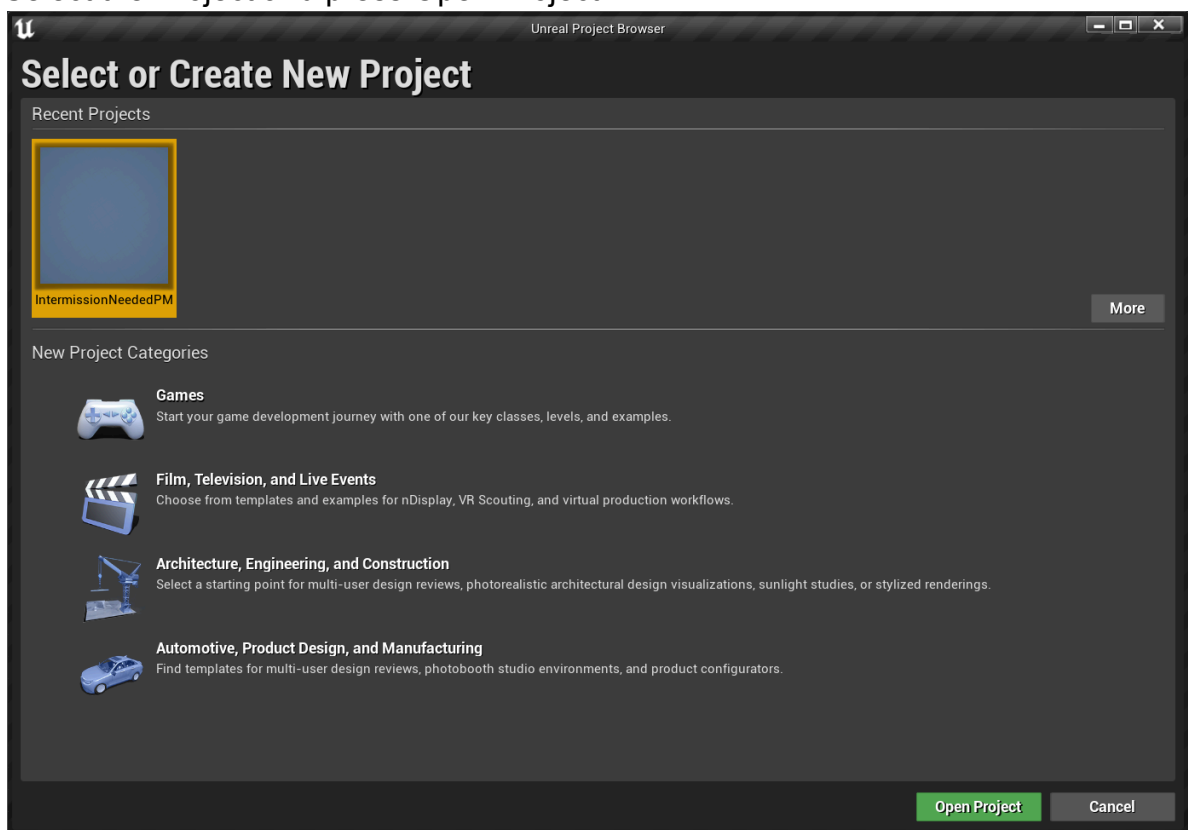 Unreal Project Browser
Select or Create New Project
Recent Projects
IntermissionNeededPM
More
New Project Categories
Games
Start your game development journey with one of our key classes, levels, and examples.
Film, Television, and Live Events
Choose from templates and examples for nDisplay, VR Scouting, and virtual production workflows.
Architecture, Engineering, and Construction
Select a starting point for multi-user design reviews, photorealistic architectural design visualizations, sunlight studies, or stylized renderings.
Automotive, Product Design, and Manufacturing
Find templates for multi-user design reviews, photobooth studio environments, and product configurators.
Open Project Cancel